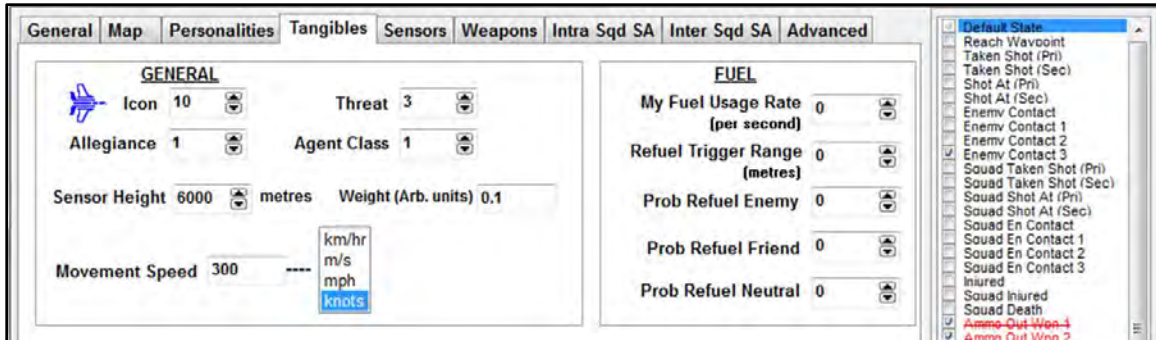 General Map Personalities Tangibles Sensors Weapons Intra Sqd SA Inter Sqd SA Advanced
GENERAL
Icon 10 Threat 3
Allegiance 1 Agent Class 1
Sensor Height 6000 metres Weight (Arb. units) 0.1
km/hr
m/s
mph
knots
Movement Speed 300 ----
FUEL
My Fuel Usage Rate 0
(per second)
Refuel Trigger Range 0
(metres)
Prob Refuel Enemy 0
Prob Refuel Friend 0
Prob Refuel Neutral 0
Default State
Reach Waypoint
Taken Shot (Pri)
Taken Shot (Sec)
Shot At (Pri)
Shot At (Sec)
Enemy Contact
Enemy Contact 1
Enemy Contact 2
Enemy Contact 3
Squad Taken Shot (Pri)
Squad Taken Shot (Sec)
Squad Shot At (Pri)
Squad Shot At (Sec)
Squad En Contact
Squad En Contact 1
Squad En Contact 2
Squad En Contact 3
Injured
Squad Injured
Squad Death
Ammo Out Wpn 1
Ammo Out Wpn 2